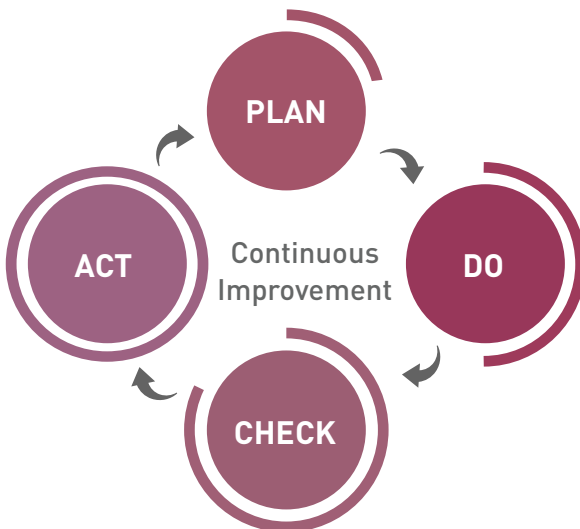 PLAN
DO
CHECK
ACT
Continuous
Improvement